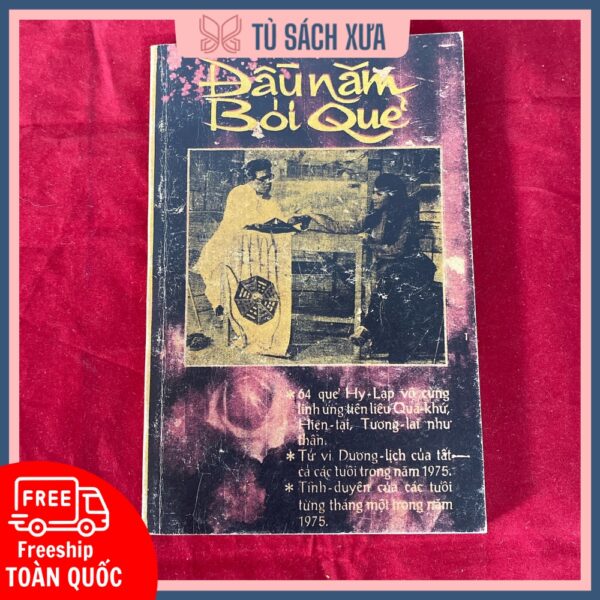 TỦ SÁCH XƯA
Đầu năm
Bói Quẻ
* 64 quẻ Hy-Lạp vô cùng
linh ứng tiên liệu Quá-khứ,
Hiện-tại, Tương-lai như
thần.
* Tử vi Dương-lịch của tất
cả các tuổi trong năm 1975.
* Tình-duyên của các tuổi
từng tháng một trong năm
1975.
FREE
Freeship
TOÀN QUỐC